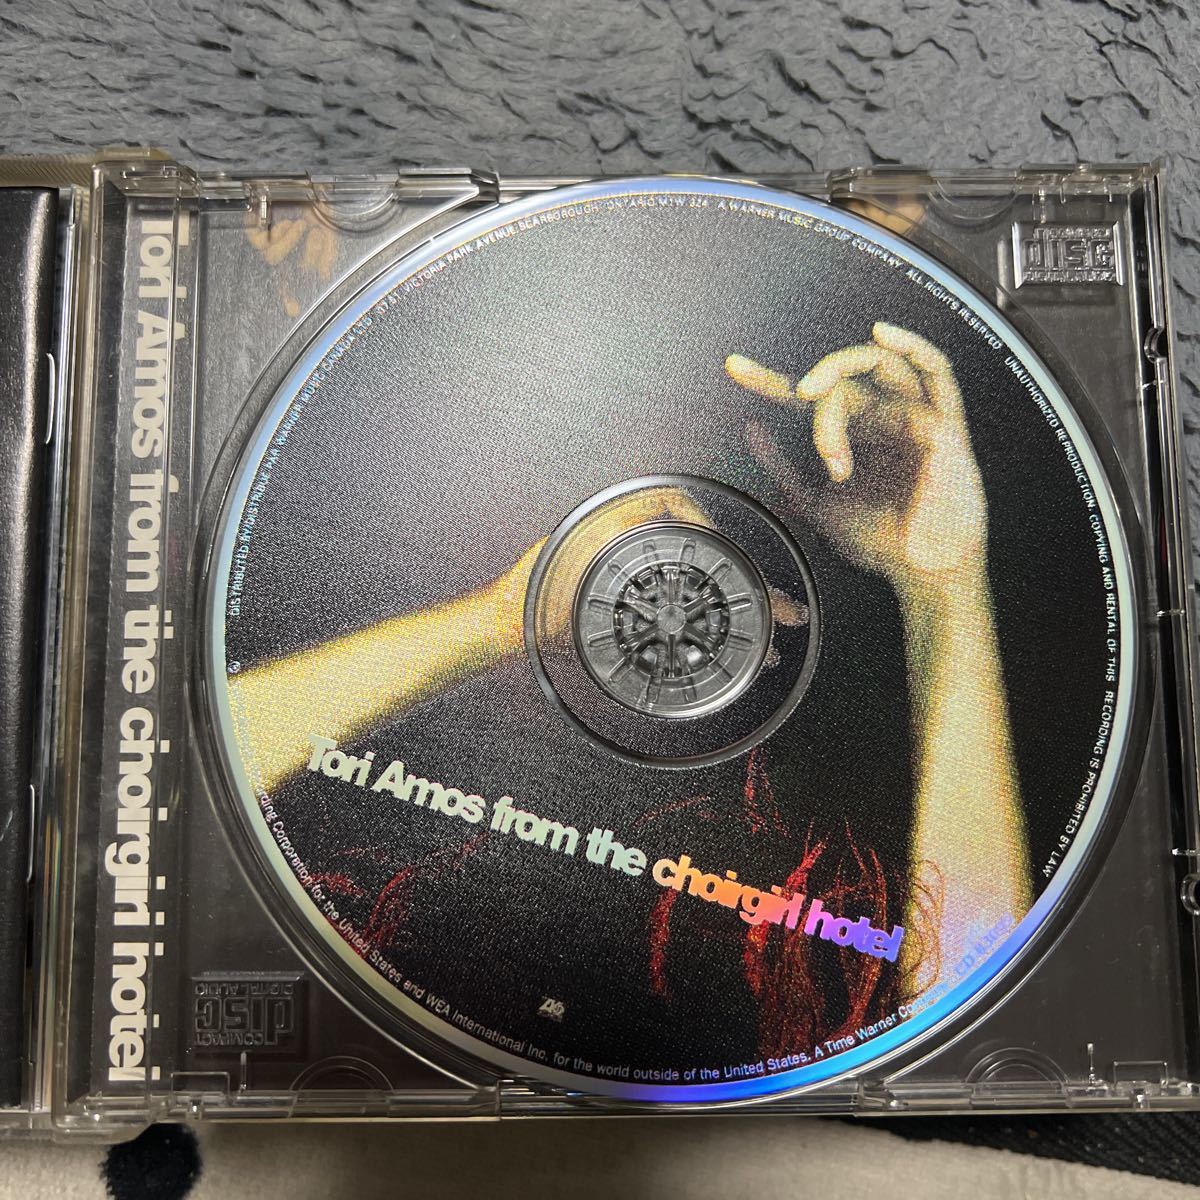 Tori Amos from the choirgirl hotel
COMPACT
DISC
DIGITAL AUDIO
DISTRIBUTED BY/DISTRIBUÉ PAR WARNER MUSIC CANADA LTD. 3751 VICTORIA PARK AVENUE SCARBOROUGH, ONTARIO M1W 3Z4 A WARNER MUSIC GROUP COMPANY ALL RIGHTS RESERVED. UNAUTHORIZED REPRODUCTION, COPYING AND RENTAL OF THIS RECORDING IS PROHIBITED BY LAW
Tori Amos from the choirgirl hotel
Corporation for the United States and WEA International Inc. for the world outside of the United States. A Time Warner
CD
COMPACT
DISC
DIGITAL AUDIO